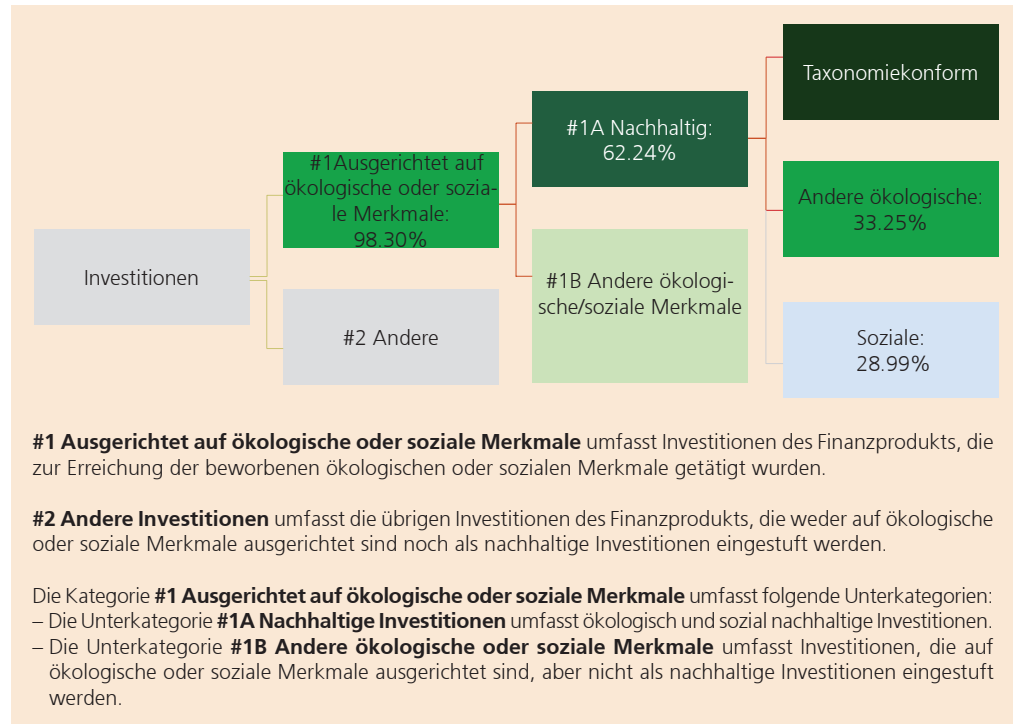 Investitionen
#1Ausgerichtet auf
ökologische oder sozia-
le Merkmale:
98.30%
#2 Andere
#1A Nachhaltig:
62.24%
#1B Andere ökologi-
sche/soziale Merkmale
Taxonomiekonform
Andere ökologische:
33.25%
Soziale:
28.99%
#1 Ausgerichtet auf ökologische oder soziale Merkmale umfasst Investitionen des Finanzprodukts, die
zur Erreichung der beworbenen ökologischen oder sozialen Merkmale getätigt wurden.
#2 Andere Investitionen umfasst die übrigen Investitionen des Finanzprodukts, die weder auf ökologische
oder soziale Merkmale ausgerichtet sind noch als nachhaltige Investitionen eingestuft werden.
Die Kategorie #1 Ausgerichtet auf ökologische oder soziale Merkmale umfasst folgende Unterkategorien:
– Die Unterkategorie #1A Nachhaltige Investitionen umfasst ökologisch und sozial nachhaltige Investitionen.
– Die Unterkategorie #1B Andere ökologische oder soziale Merkmale umfasst Investitionen, die auf
ökologische oder soziale Merkmale ausgerichtet sind, aber nicht als nachhaltige Investitionen eingestuft
werden.